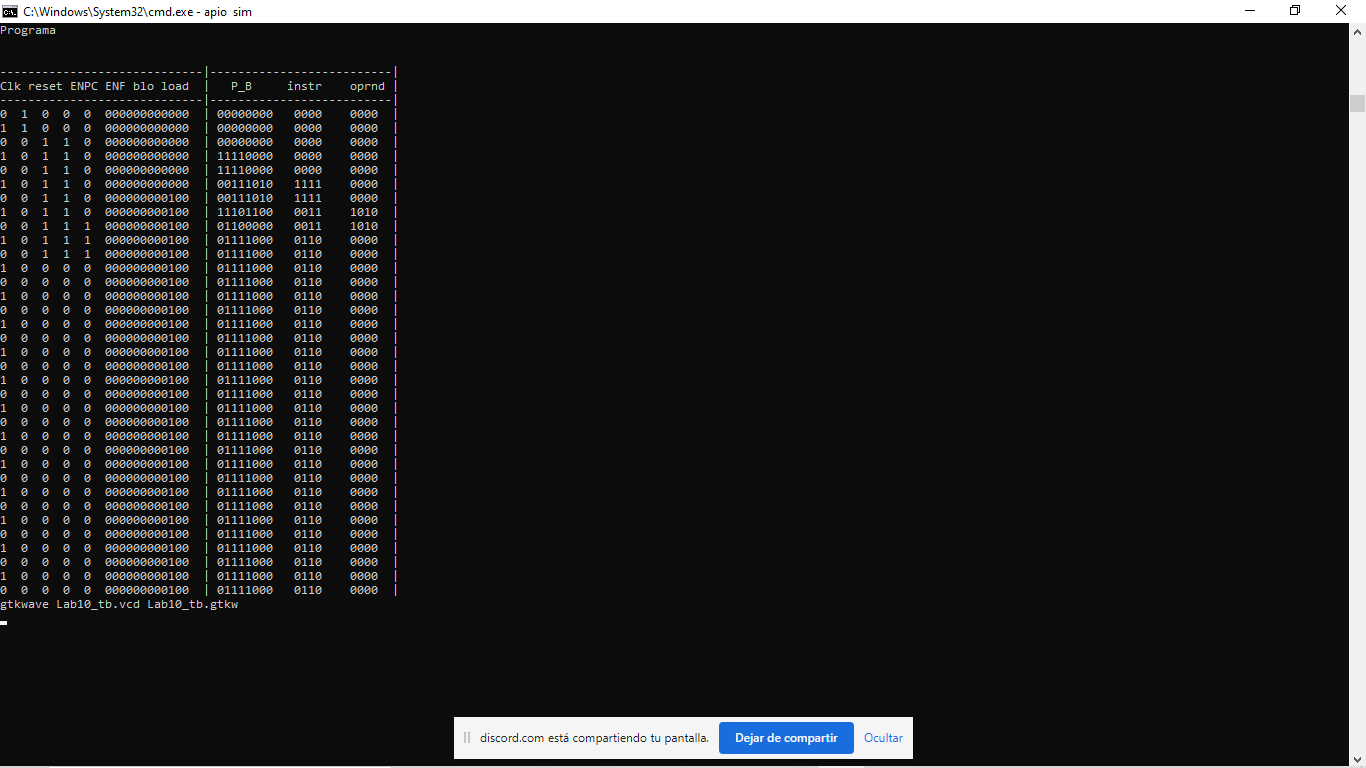 C:\Windows\System32\cmd.exe - apio  sim
Programa
-----------------------------|--------------------------|
Clk reset ENPC ENF blo load  |   P_B     instr    oprnd |
-----------------------------|--------------------------|
0  1  0  0  0  000000000000  | 00000000   0000    0000  |
1  1  0  0  0  000000000000  | 00000000   0000    0000  |
0  0  1  1  0  000000000000  | 00000000   0000    0000  |
1  0  1  1  0  000000000000  | 11110000   0000    0000  |
0  0  1  1  0  000000000000  | 11110000   0000    0000  |
1  0  1  1  0  000000000000  | 00111010   1111    0000  |
0  0  1  1  0  000000000100  | 00111010   1111    0000  |
1  0  1  1  0  000000000100  | 11101100   0011    1010  |
0  0  1  1  1  000000000100  | 01100000   0011    1010  |
1  0  1  1  1  000000000100  | 01111000   0110    0000  |
0  0  1  1  1  000000000100  | 01111000   0110    0000  |
1  0  0  0  0  000000000100  | 01111000   0110    0000  |
0  0  0  0  0  000000000100  | 01111000   0110    0000  |
1  0  0  0  0  000000000100  | 01111000   0110    0000  |
0  0  0  0  0  000000000100  | 01111000   0110    0000  |
1  0  0  0  0  000000000100  | 01111000   0110    0000  |
0  0  0  0  0  000000000100  | 01111000   0110    0000  |
1  0  0  0  0  000000000100  | 01111000   0110    0000  |
0  0  0  0  0  000000000100  | 01111000   0110    0000  |
1  0  0  0  0  000000000100  | 01111000   0110    0000  |
0  0  0  0  0  000000000100  | 01111000   0110    0000  |
1  0  0  0  0  000000000100  | 01111000   0110    0000  |
0  0  0  0  0  000000000100  | 01111000   0110    0000  |
1  0  0  0  0  000000000100  | 01111000   0110    0000  |
0  0  0  0  0  000000000100  | 01111000   0110    0000  |
1  0  0  0  0  000000000100  | 01111000   0110    0000  |
0  0  0  0  0  000000000100  | 01111000   0110    0000  |
1  0  0  0  0  000000000100  | 01111000   0110    0000  |
0  0  0  0  0  000000000100  | 01111000   0110    0000  |
1  0  0  0  0  000000000100  | 01111000   0110    0000  |
0  0  0  0  0  000000000100  | 01111000   0110    0000  |
1  0  0  0  0  000000000100  | 01111000   0110    0000  |
0  0  0  0  0  000000000100  | 01111000   0110    0000  |
1  0  0  0  0  000000000100  | 01111000   0110    0000  |
0  0  0  0  0  000000000100  | 01111000   0110    0000  |
gtkwave Lab10_tb.vcd Lab10_tb.gtkw
discord.com está compartiendo tu pantalla. Dejar de compartir Ocultar